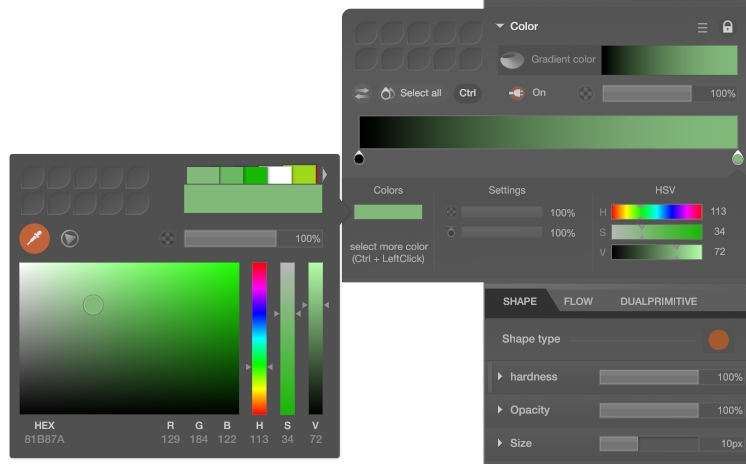 Color
Gradient color
Select all
Ctrl
On
100%
Colors
Settings
HSV
100%
H
113
select more color
(Ctrl + LeftClick)
100%
S
34
V
72
100%
HEX
R
G
B
H
S
V
81B87A
129
184
122
113
34
72
SHAPE
FLOW
DUALPRIMITIVE
Shape type
hardness
100%
Opacity
100%
Size
10px